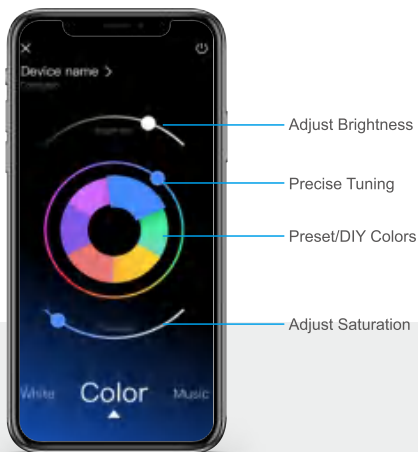 Device name >
Adjust Brightness
Precise Tuning
Preset/DIY Colors
Adjust Saturation
White
Color
Music